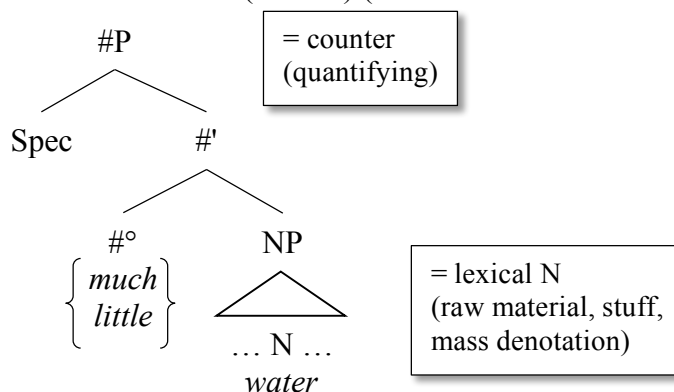 #P
= counter
(quantifying)
Spec #'
#° NP
much
little
= lexical N
(raw material, stuff,
mass denotation)
… N …
water